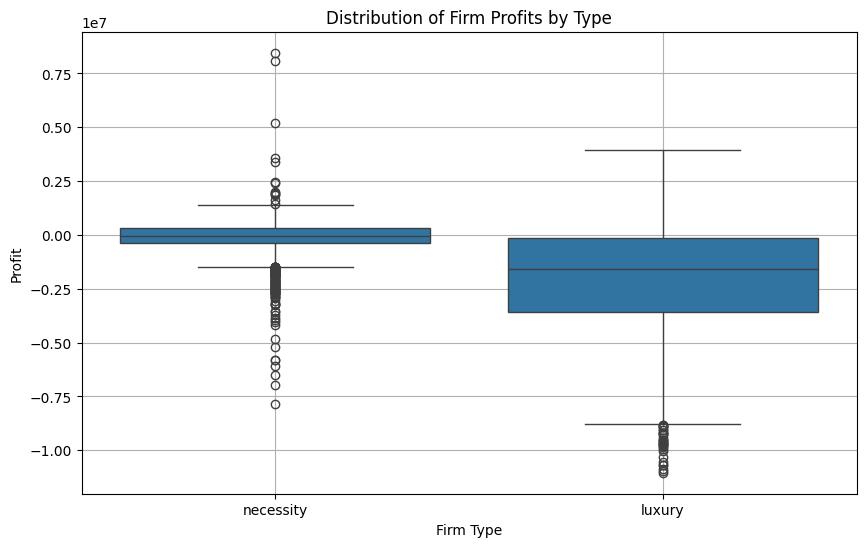 Distribution of Firm Profits by Type
1e7
0.75
0.50
0.25
0.00
−0.25
−0.50
−0.75
−1.00
Profit
necessity
luxury
Firm Type